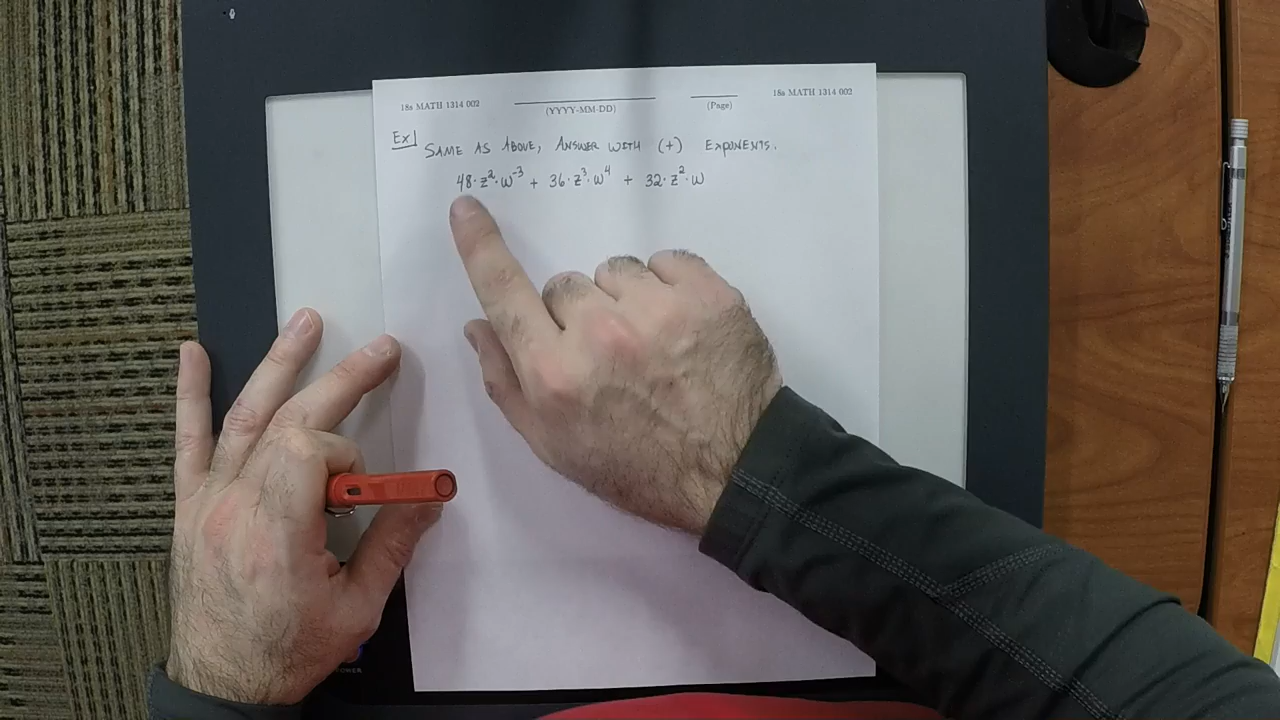 18s MATH 1314 002 (YYYY-MM-DD) (Page) 18s MATH 1314 002
Ex1 SAME AS ABOVE, ANSWER WITH (+) EXPONENTS.
48·z²·w⁻³ + 36·z³·w⁴ + 32·z²·w